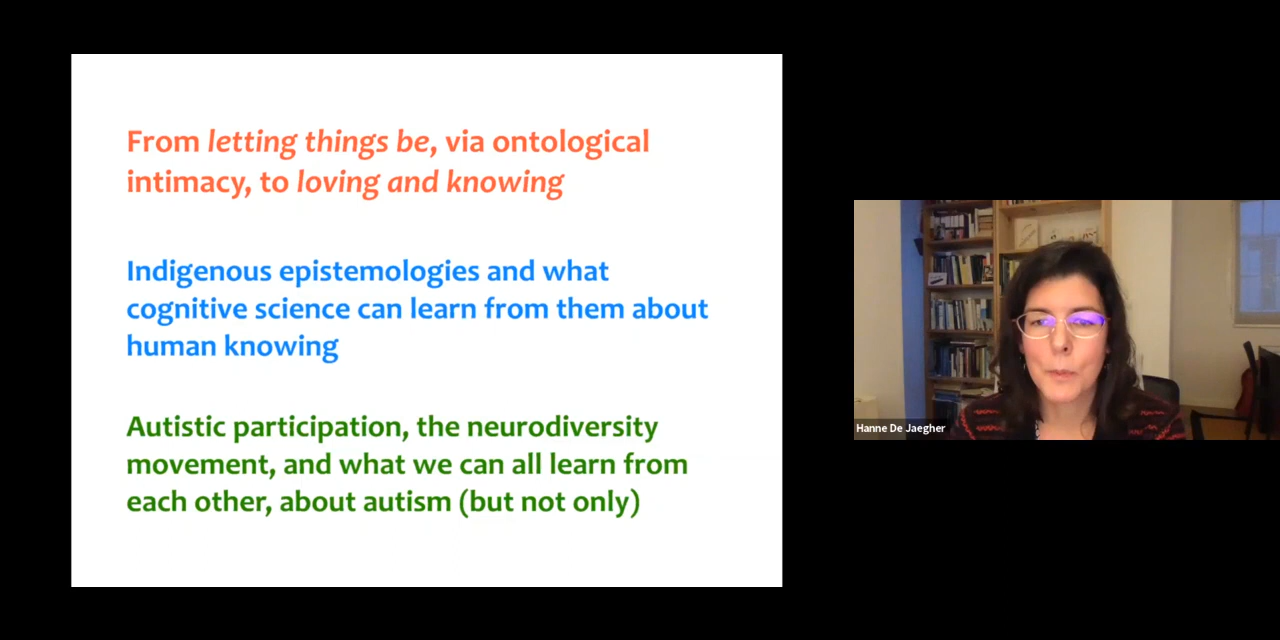 From letting things be, via ontological
intimacy, to loving and knowing
Indigenous epistemologies and what
cognitive science can learn from them about
human knowing
Autistic participation, the neurodiversity
movement, and what we can all learn from
each other, about autism (but not only)
Hanne De Jaegher